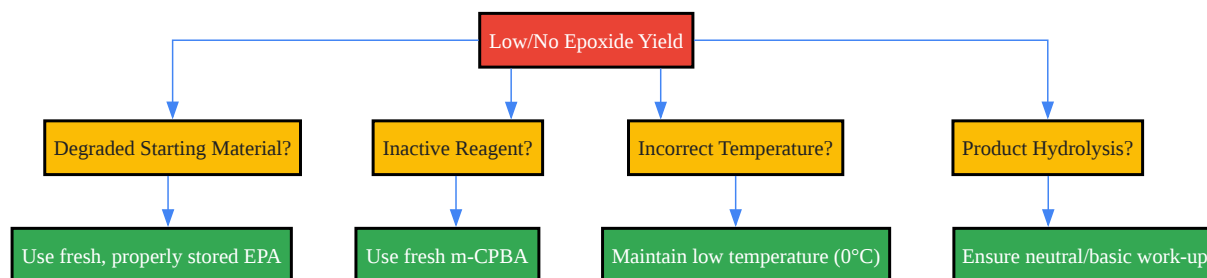 Low/No Epoxide Yield
Degraded Starting Material?
Inactive Reagent?
Incorrect Temperature?
Product Hydrolysis?
Use fresh, properly stored EPA
Use fresh m-CPBA
Maintain low temperature (0°C)
Ensure neutral/basic work-up